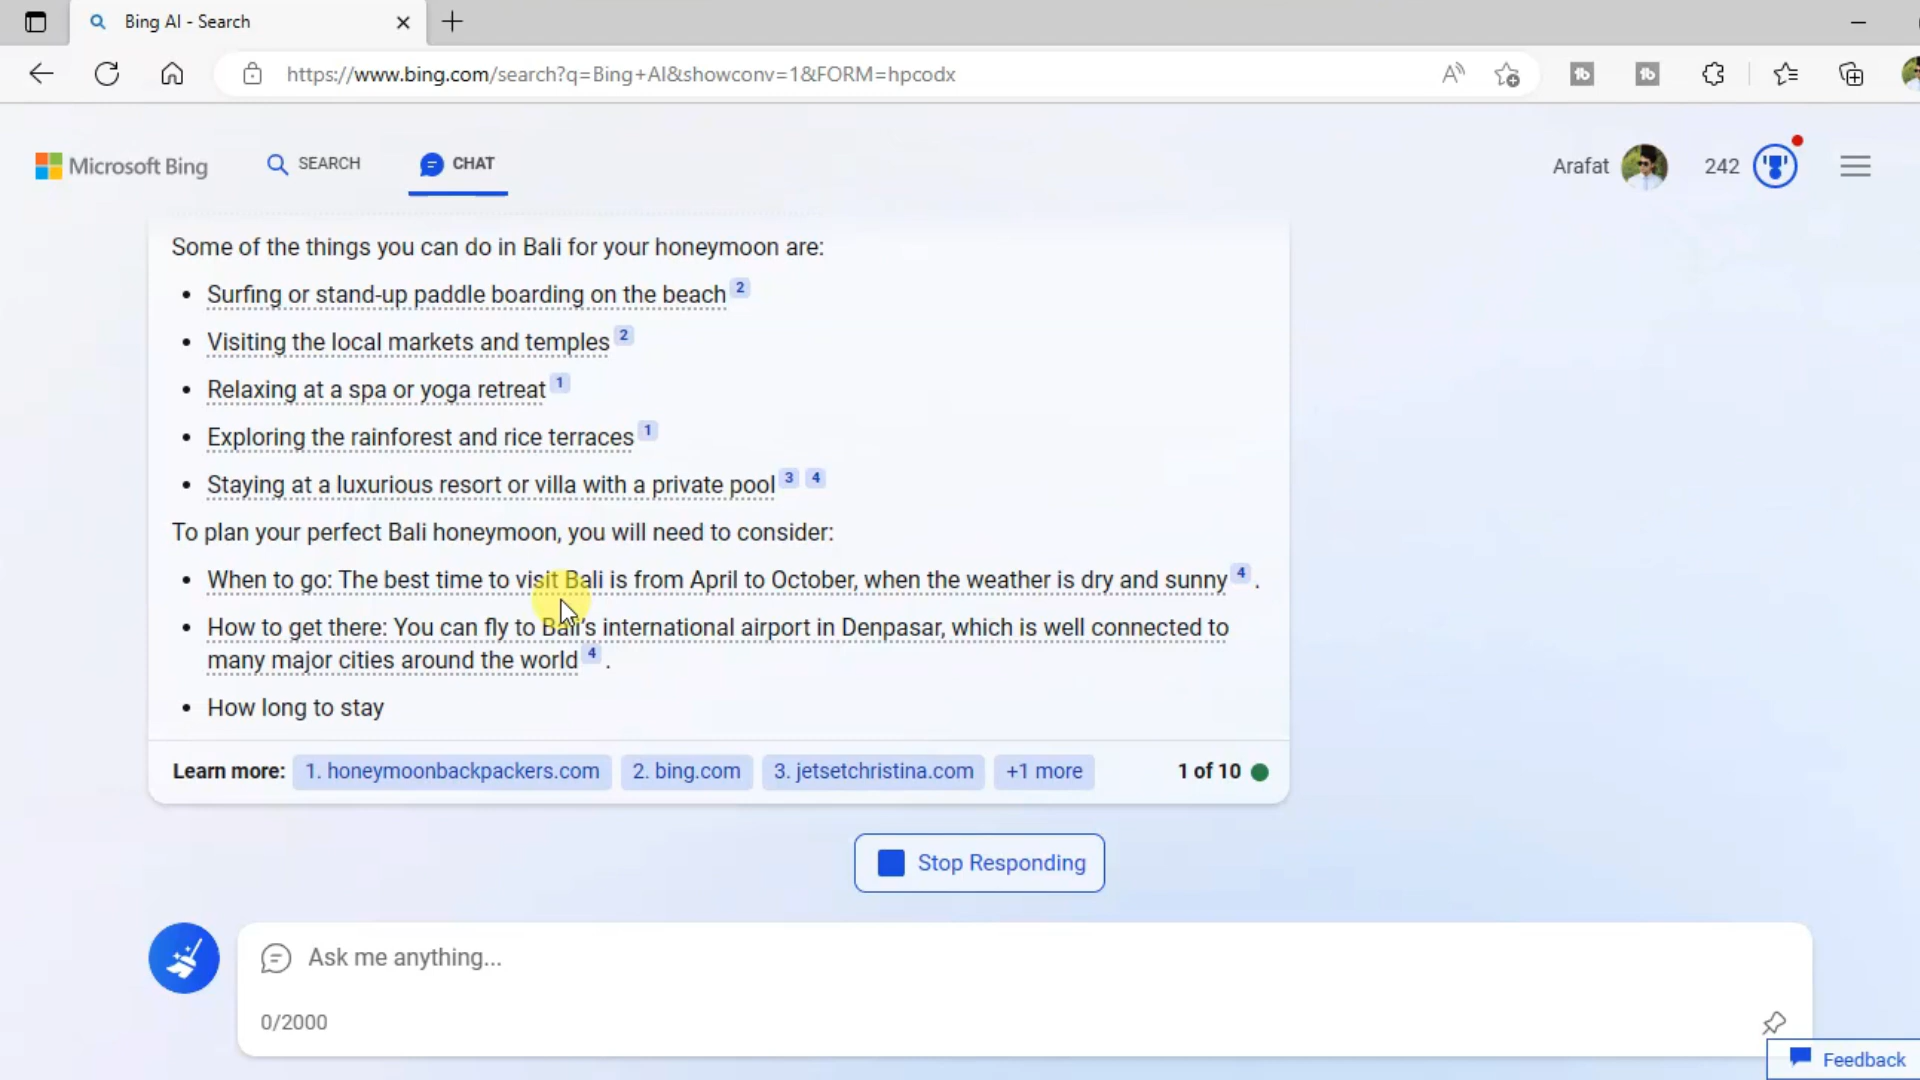 Bing AI - Search
https://www.bing.com/search?q=Bing+AI&showconv=1&FORM=hpcodx
Microsoft Bing
SEARCH
CHAT
Arafat
242
Some of the things you can do in Bali for your honeymoon are:
• Surfing or stand-up paddle boarding on the beach 2
• Visiting the local markets and temples 2
• Relaxing at a spa or yoga retreat 1
• Exploring the rainforest and rice terraces 1
• Staying at a luxurious resort or villa with a private pool 3 4
To plan your perfect Bali honeymoon, you will need to consider:
• When to go: The best time to visit Bali is from April to October, when the weather is dry and sunny 4 .
• How to get there: You can fly to Bali's international airport in Denpasar, which is well connected to
many major cities around the world 4 .
• How long to stay
Learn more: 1. honeymoonbackpackers.com 2. bing.com 3. jetsetchristina.com +1 more 1 of 10
Stop Responding
Ask me anything...
0/2000
Feedback